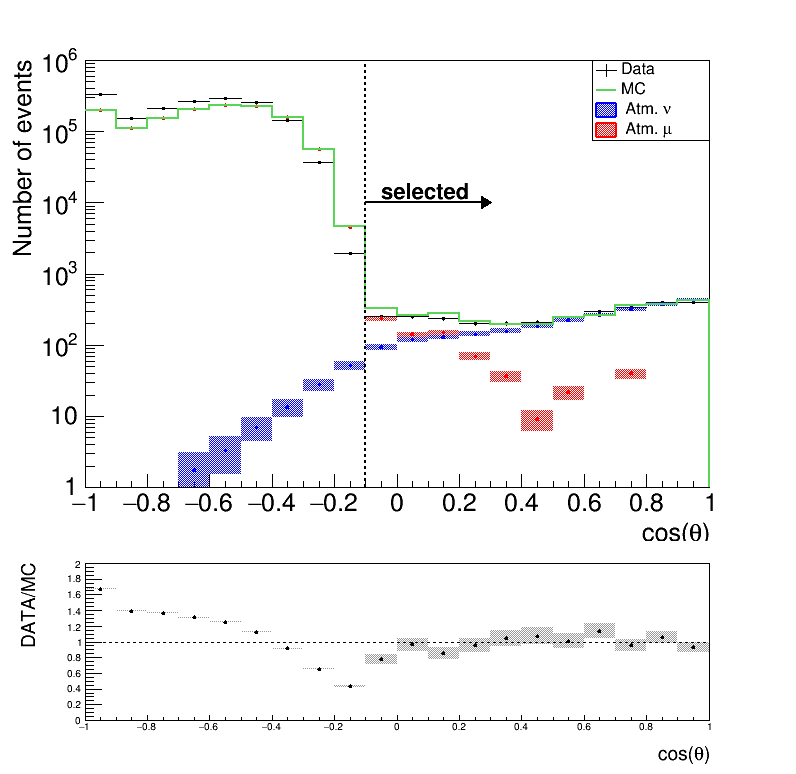 Number of events
10^6
10^5
10^4
10^3
10^2
10
1
Data
MC
Atm. ν
Atm. μ
selected
−1 −0.8 −0.6 −0.4 −0.2 0 0.2 0.4 0.6 0.8 1
cos(θ)
DATA/MC
2
1.8
1.6
1.4
1.2
1
0.8
0.6
0.4
0.2
0
−1 −0.8 −0.6 −0.4 −0.2 0 0.2 0.4 0.6 0.8 1
cos(θ)